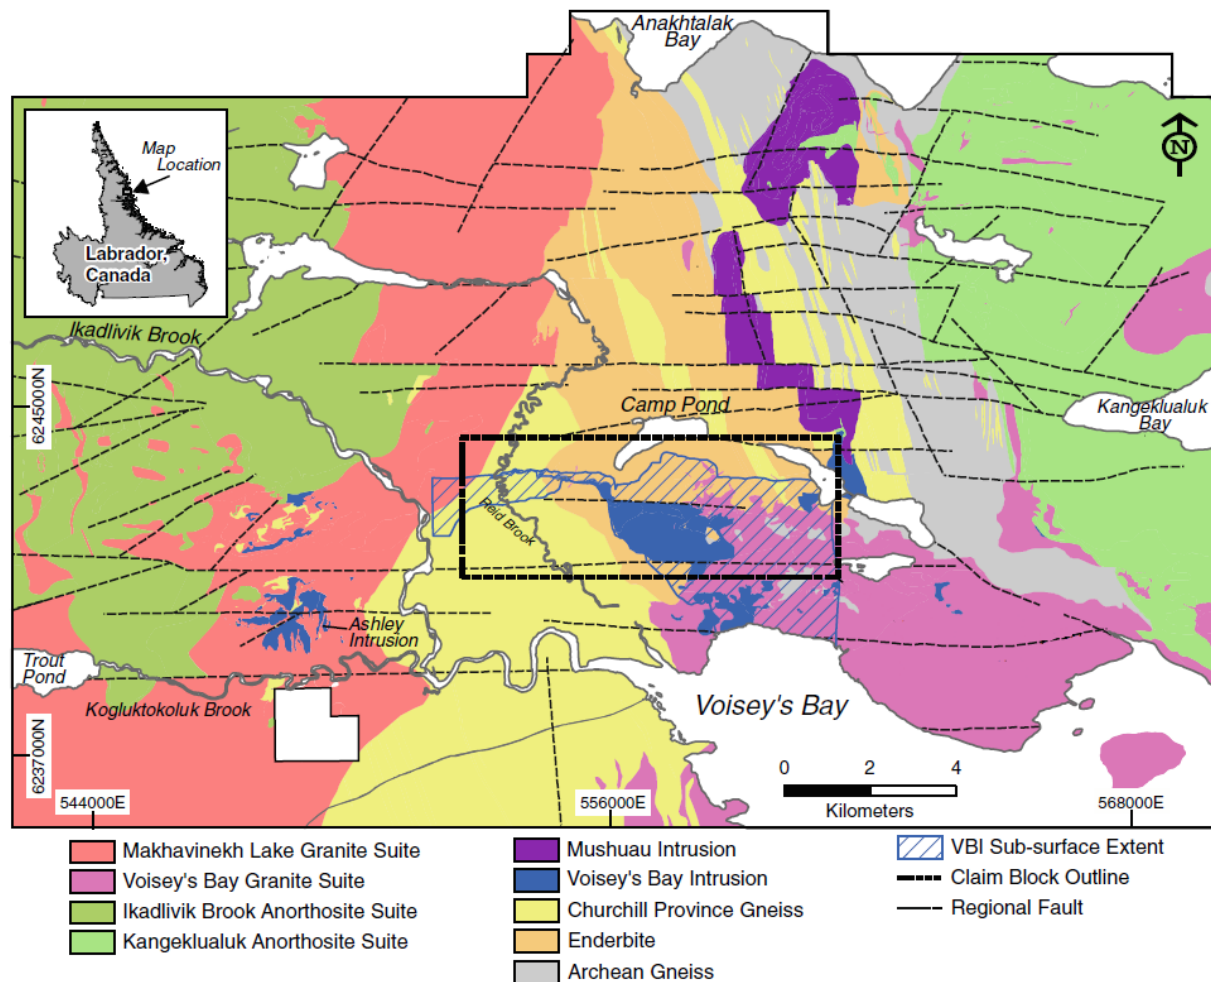 Anakhtalak
Bay
Map
Location
N
Labrador,
Canada
Ikadlivik Brook
6245000N
Camp Pond
Kangeklualuk
Bay
Reid Brook
Ashley
Intrusion
Trout
Pond
Kogluktokoluk Brook
Voisey's Bay
6237000N
0 2 4
Kilometers
544000E
556000E
568000E
Makhavinekh Lake Granite Suite
Voisey's Bay Granite Suite
Ikadlivik Brook Anorthosite Suite
Kangeklualuk Anorthosite Suite
Mushuau Intrusion
Voisey's Bay Intrusion
Churchill Province Gneiss
Enderbite
Archean Gneiss
VBI Sub-surface Extent
Claim Block Outline
Regional Fault